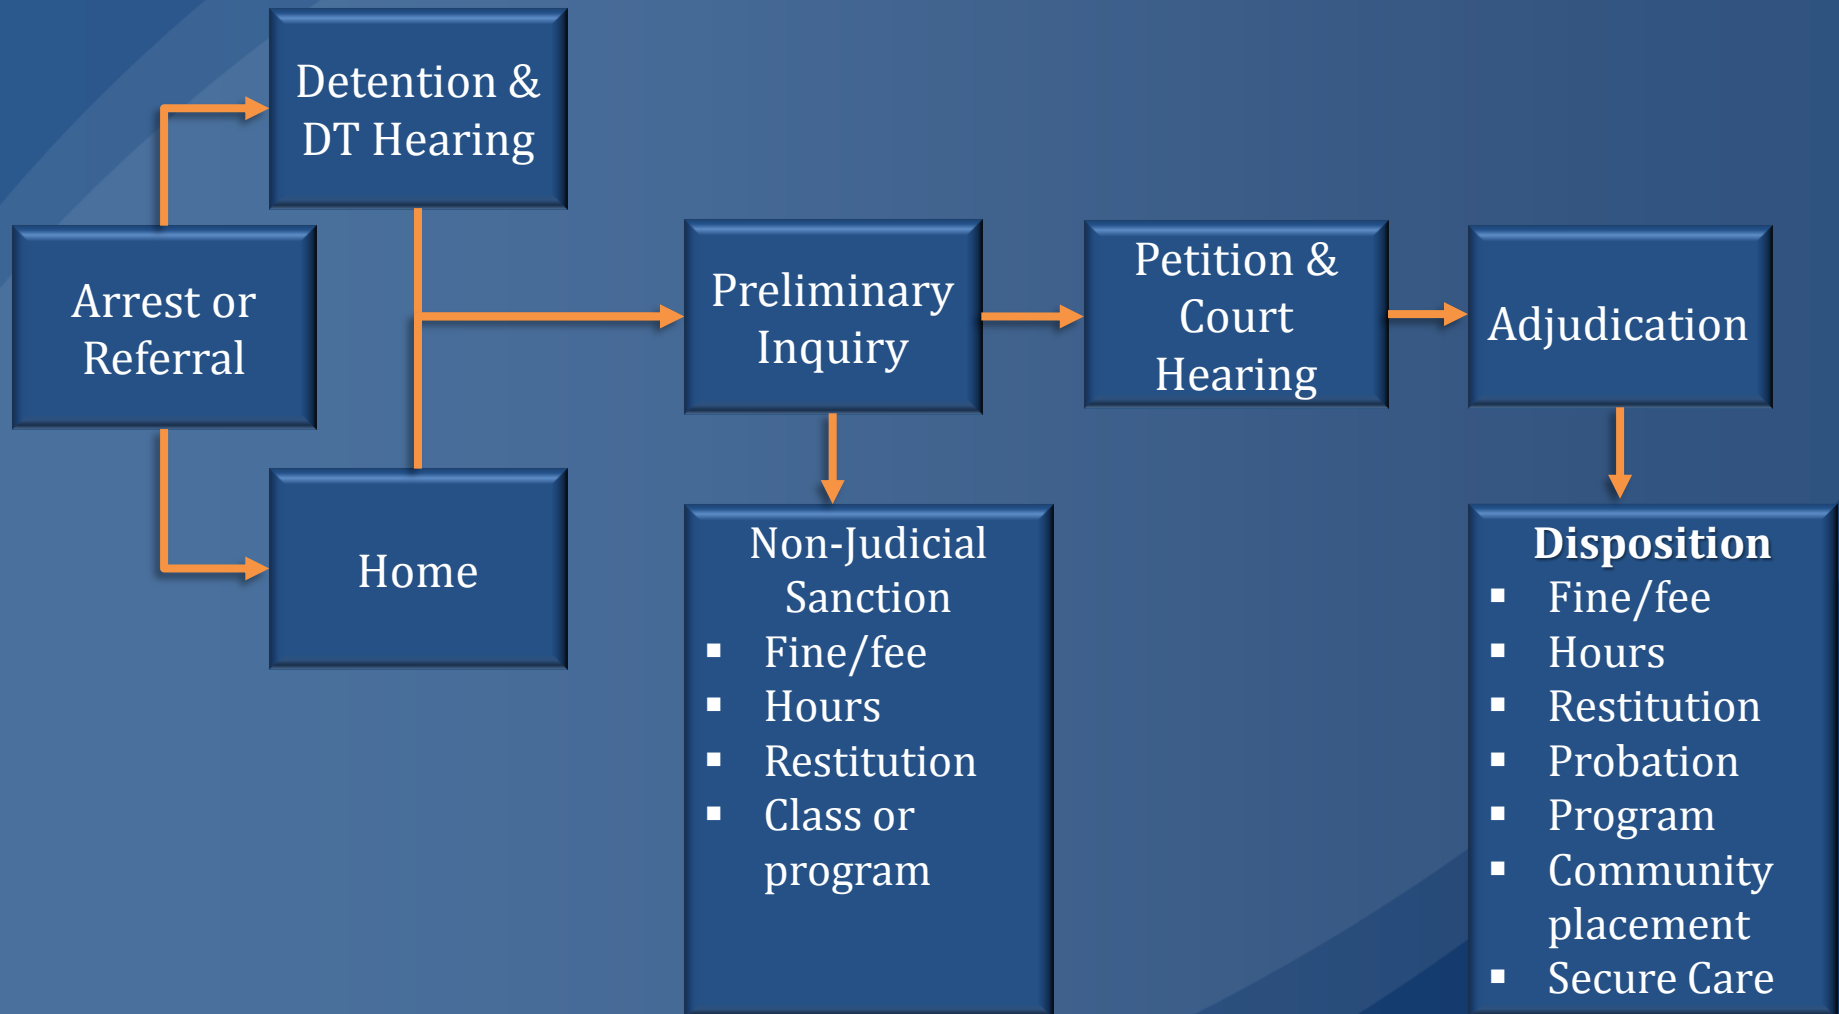 Detention &
DT Hearing
Arrest or
Referral
Home
Preliminary
Inquiry
Petition &
Court
Hearing
Adjudication
Non-Judicial
Sanction
▪ Fine/fee
▪ Hours
▪ Restitution
▪ Class or
program
Disposition
▪ Fine/fee
▪ Hours
▪ Restitution
▪ Probation
▪ Program
▪ Community
placement
▪ Secure Care